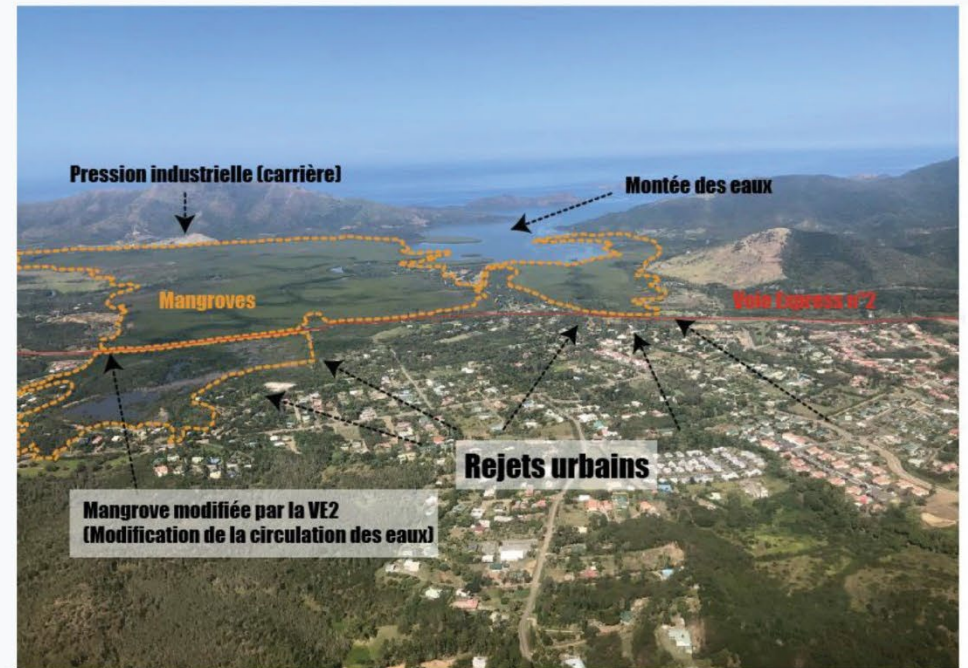 Pression industrielle (carrière)
Montée des eaux
Mangroves
Voie Express n°2
Rejets urbains
Mangrove modifiée par la VE2
(Modification de la circulation des eaux)